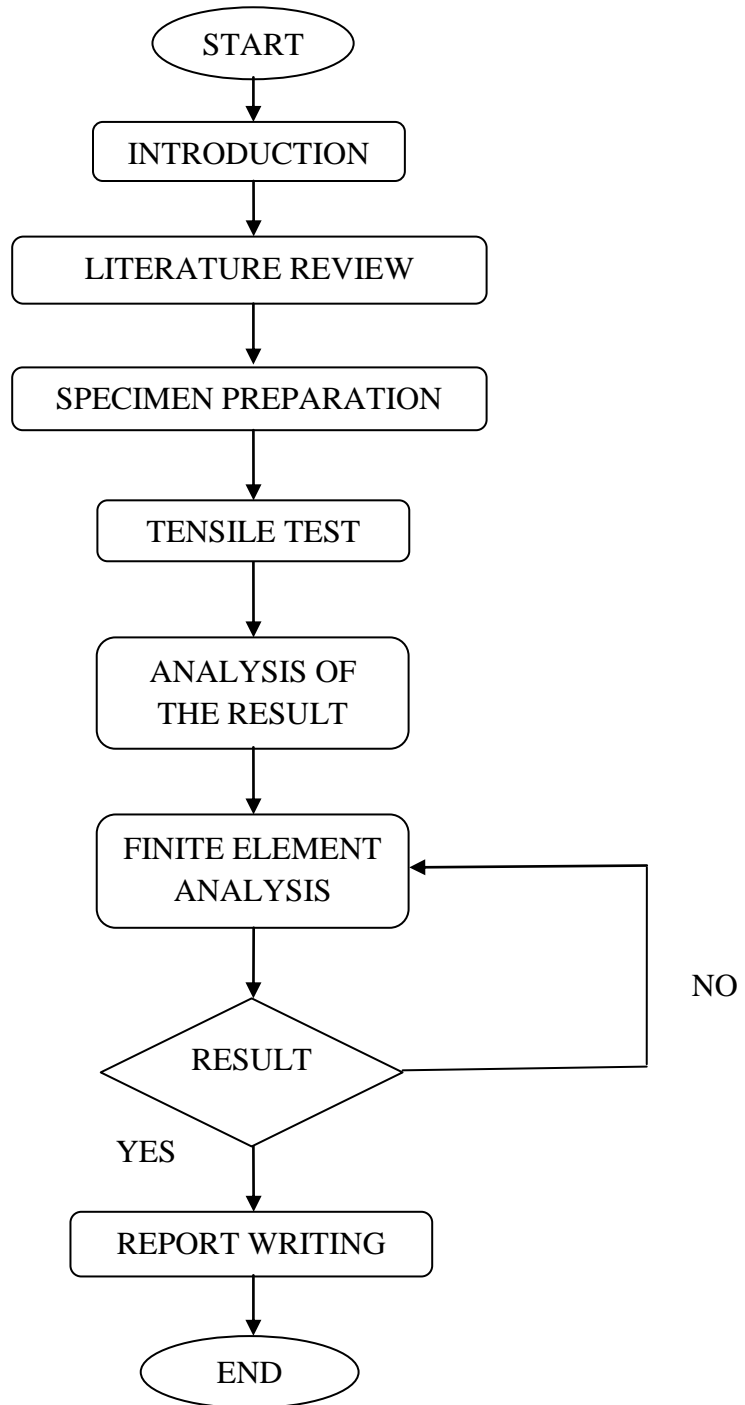 START
INTRODUCTION
LITERATURE REVIEW
SPECIMEN PREPARATION
TENSILE TEST
ANALYSIS OF
THE RESULT
FINITE ELEMENT
ANALYSIS
NO
RESULT
YES
REPORT WRITING
END